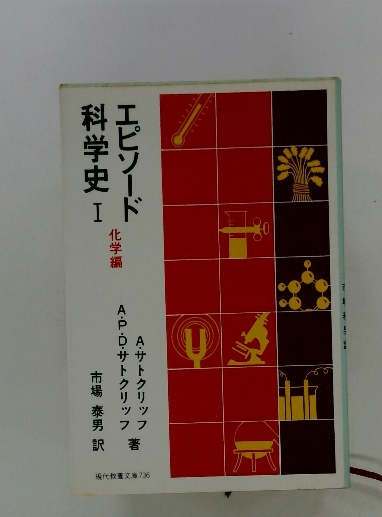 エピソード
科学史 I
化学編
A・サトクリッフ
A・P・D・サトクリッフ 著
市場 泰男 訳
現代教養文庫 736